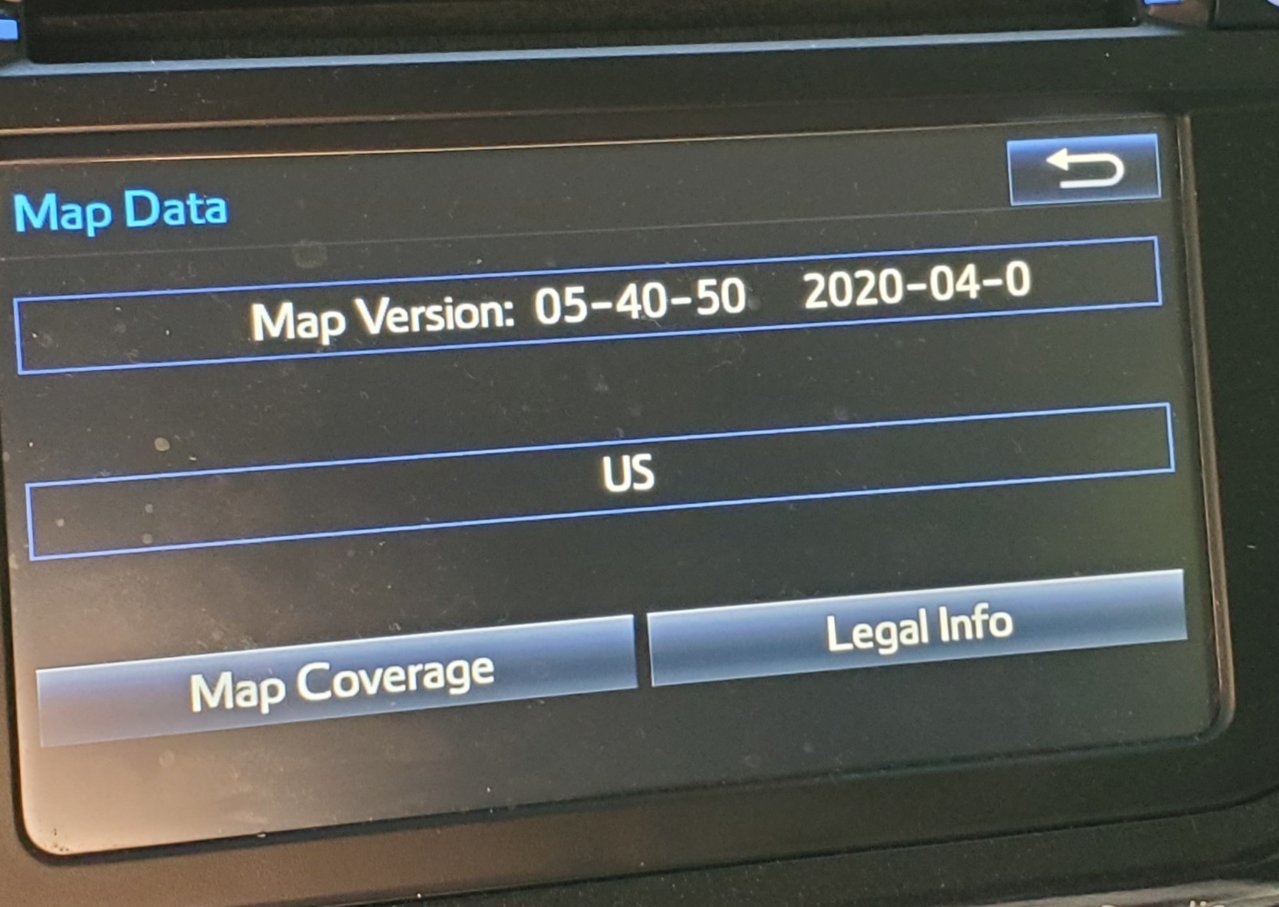 Map Data
Map Version: 05-40-50 2020-04-0
US
Map Coverage
Legal Info